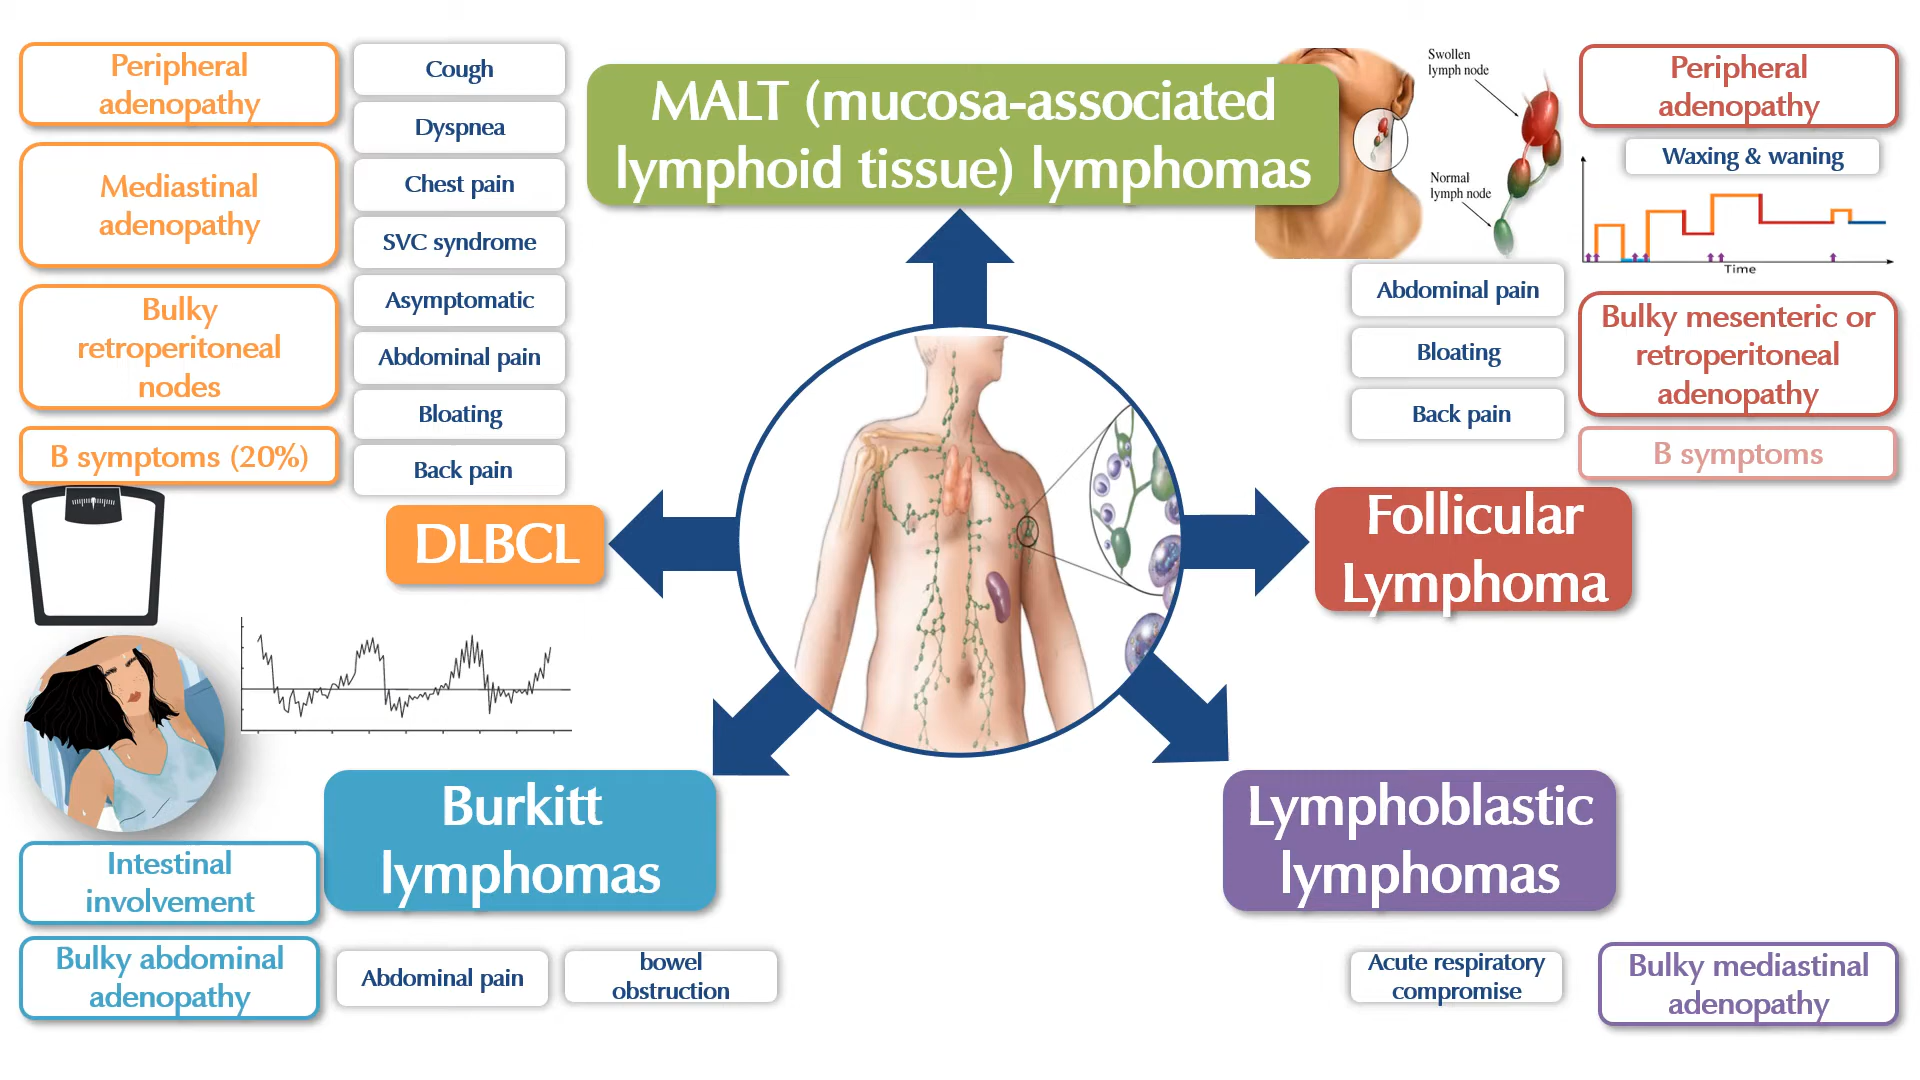 Peripheral
adenopathy
Mediastinal
adenopathy
Bulky
retroperitoneal
nodes
B symptoms (20%)
Cough
Dyspnea
Chest pain
SVC syndrome
Asymptomatic
Abdominal pain
Bloating
Back pain
DLBCL
MALT (mucosa-associated
lymphoid tissue) lymphomas
Swollen
lymph node
Normal
lymph node
Peripheral
adenopathy
Waxing & waning
Time
Abdominal pain
Bloating
Back pain
Bulky mesenteric or
retroperitoneal
adenopathy
B symptoms
Follicular
Lymphoma
Burkitt
lymphomas
Intestinal
involvement
Bulky abdominal
adenopathy
Abdominal pain
bowel
obstruction
Lymphoblastic
lymphomas
Acute respiratory
compromise
Bulky mediastinal
adenopathy